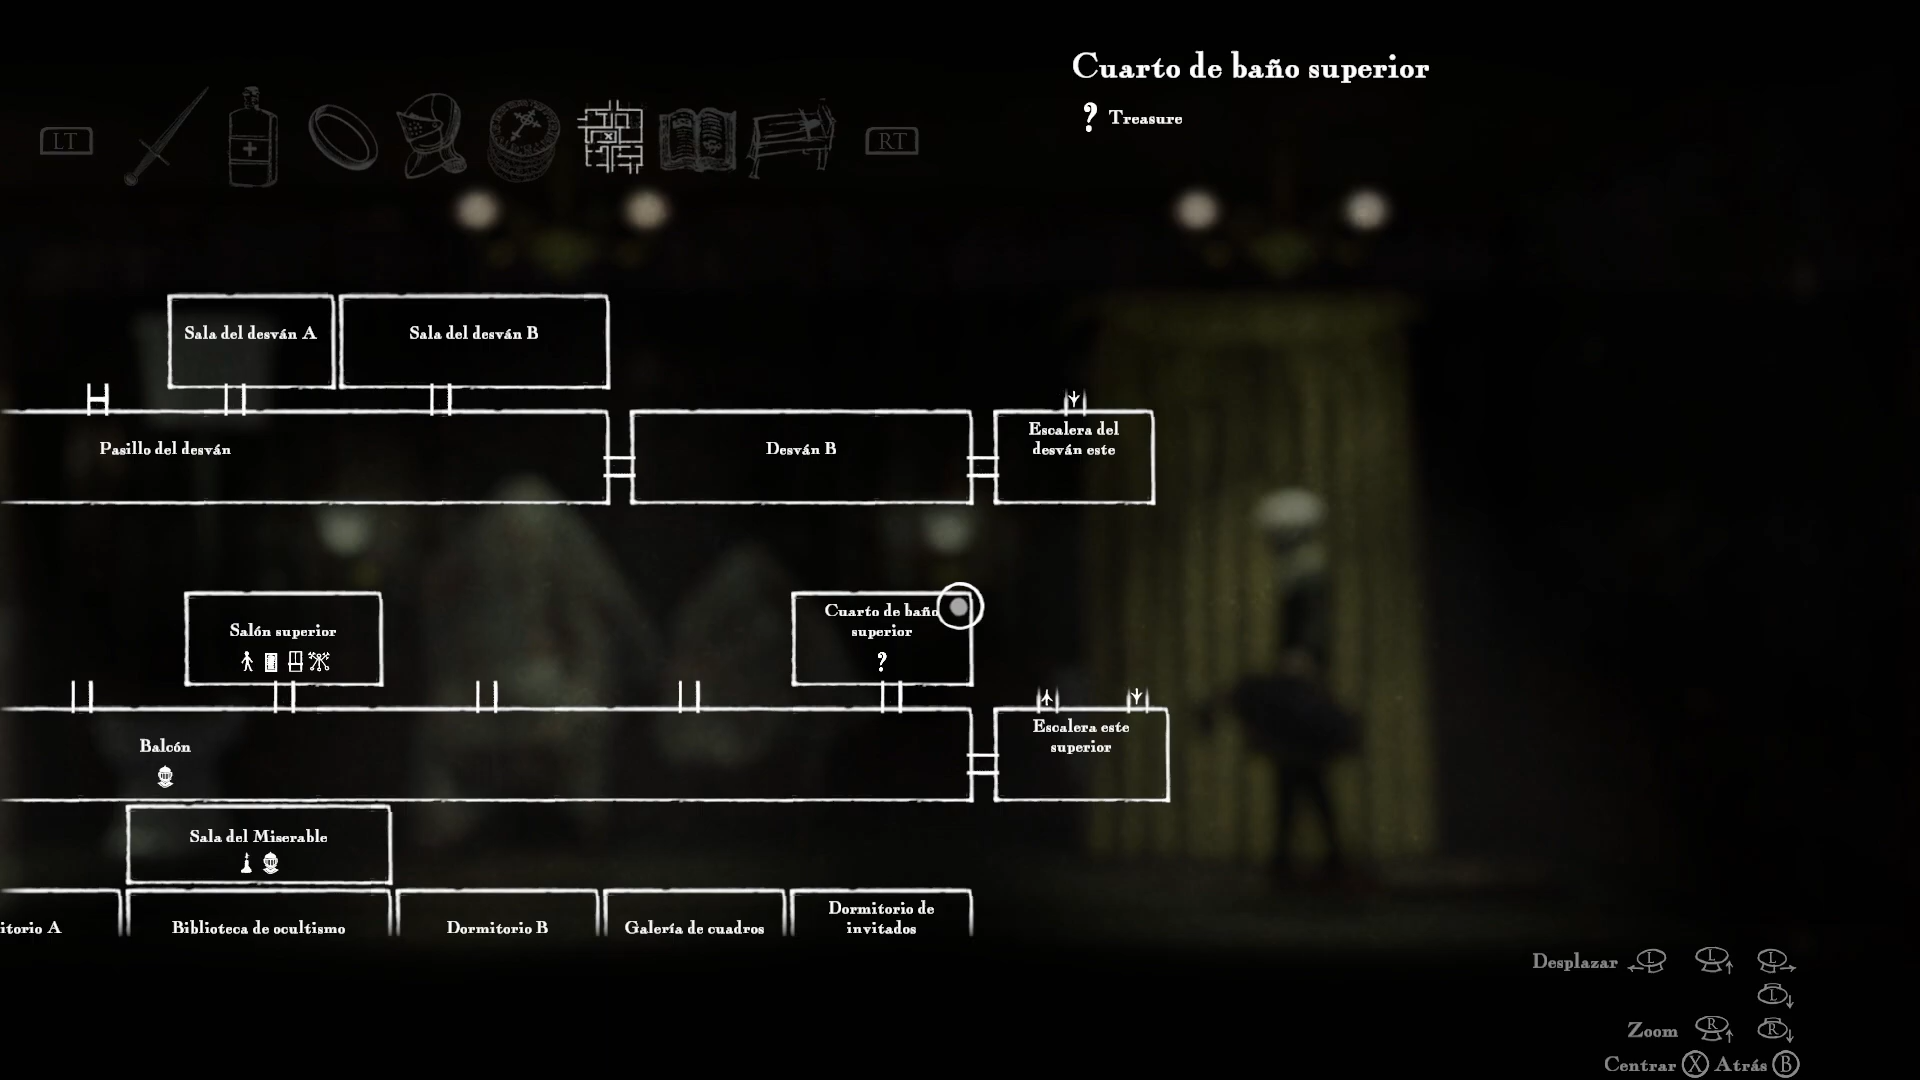 Cuarto de baño superior
? Treasure
LT
RT
Sala del desván A
Sala del desván B
Pasillo del desván
Desván B
Escalera del
desván este
Salón superior
Cuarto de baño
superior
?
Balcón
Escalera este
superior
Sala del Miserable
itorio A
Biblioteca de ocultismo
Dormitorio B
Galería de cuadros
Dormitorio de
invitados
Desplazar L L L
L
Zoom R R
Centrar X Atrás B